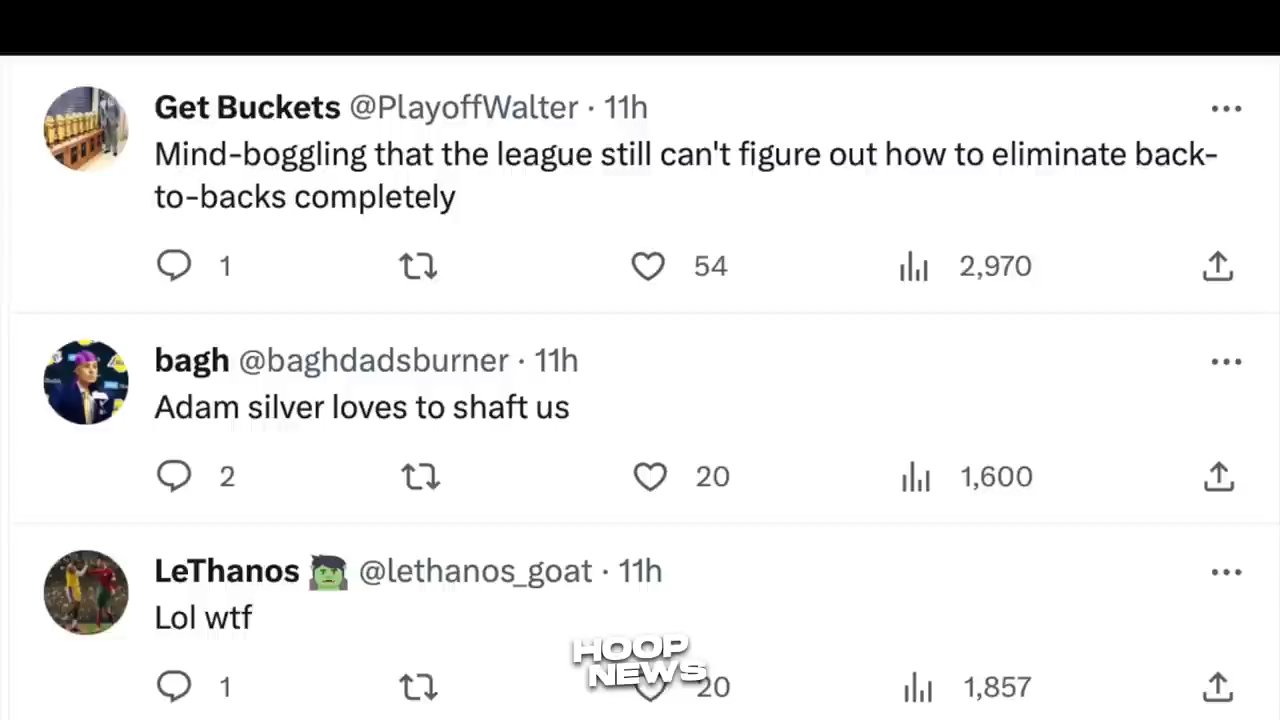 Get Buckets @PlayoffWalter · 11h
Mind-boggling that the league still can't figure out how to eliminate back-
to-backs completely
1 54 2,970
bagh @baghdadsburner · 11h
Adam silver loves to shaft us
2 20 1,600
LeThanos @lethanos_goat · 11h
Lol wtf
HOOP
NEWS
1 20 1,857